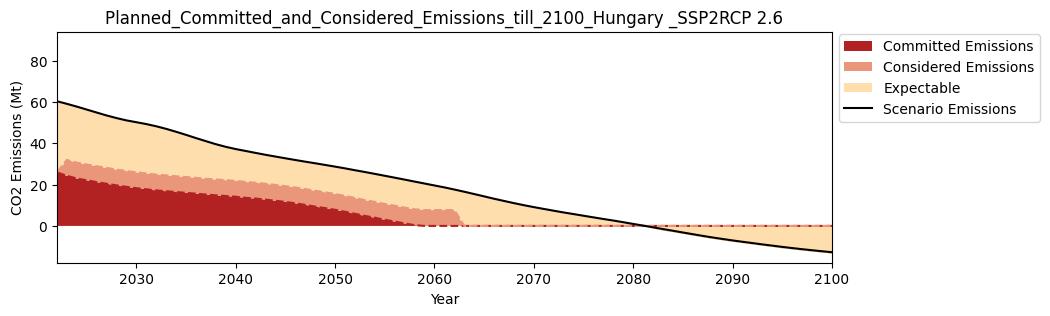 Planned_Committed_and_Considered_Emissions_till_2100_Hungary _SSP2RCP 2.6
CO2 Emissions (Mt)
80
60
40
20
0
2030 2040 2050 2060 2070 2080 2090 2100
Year
Committed Emissions
Considered Emissions
Expectable
Scenario Emissions